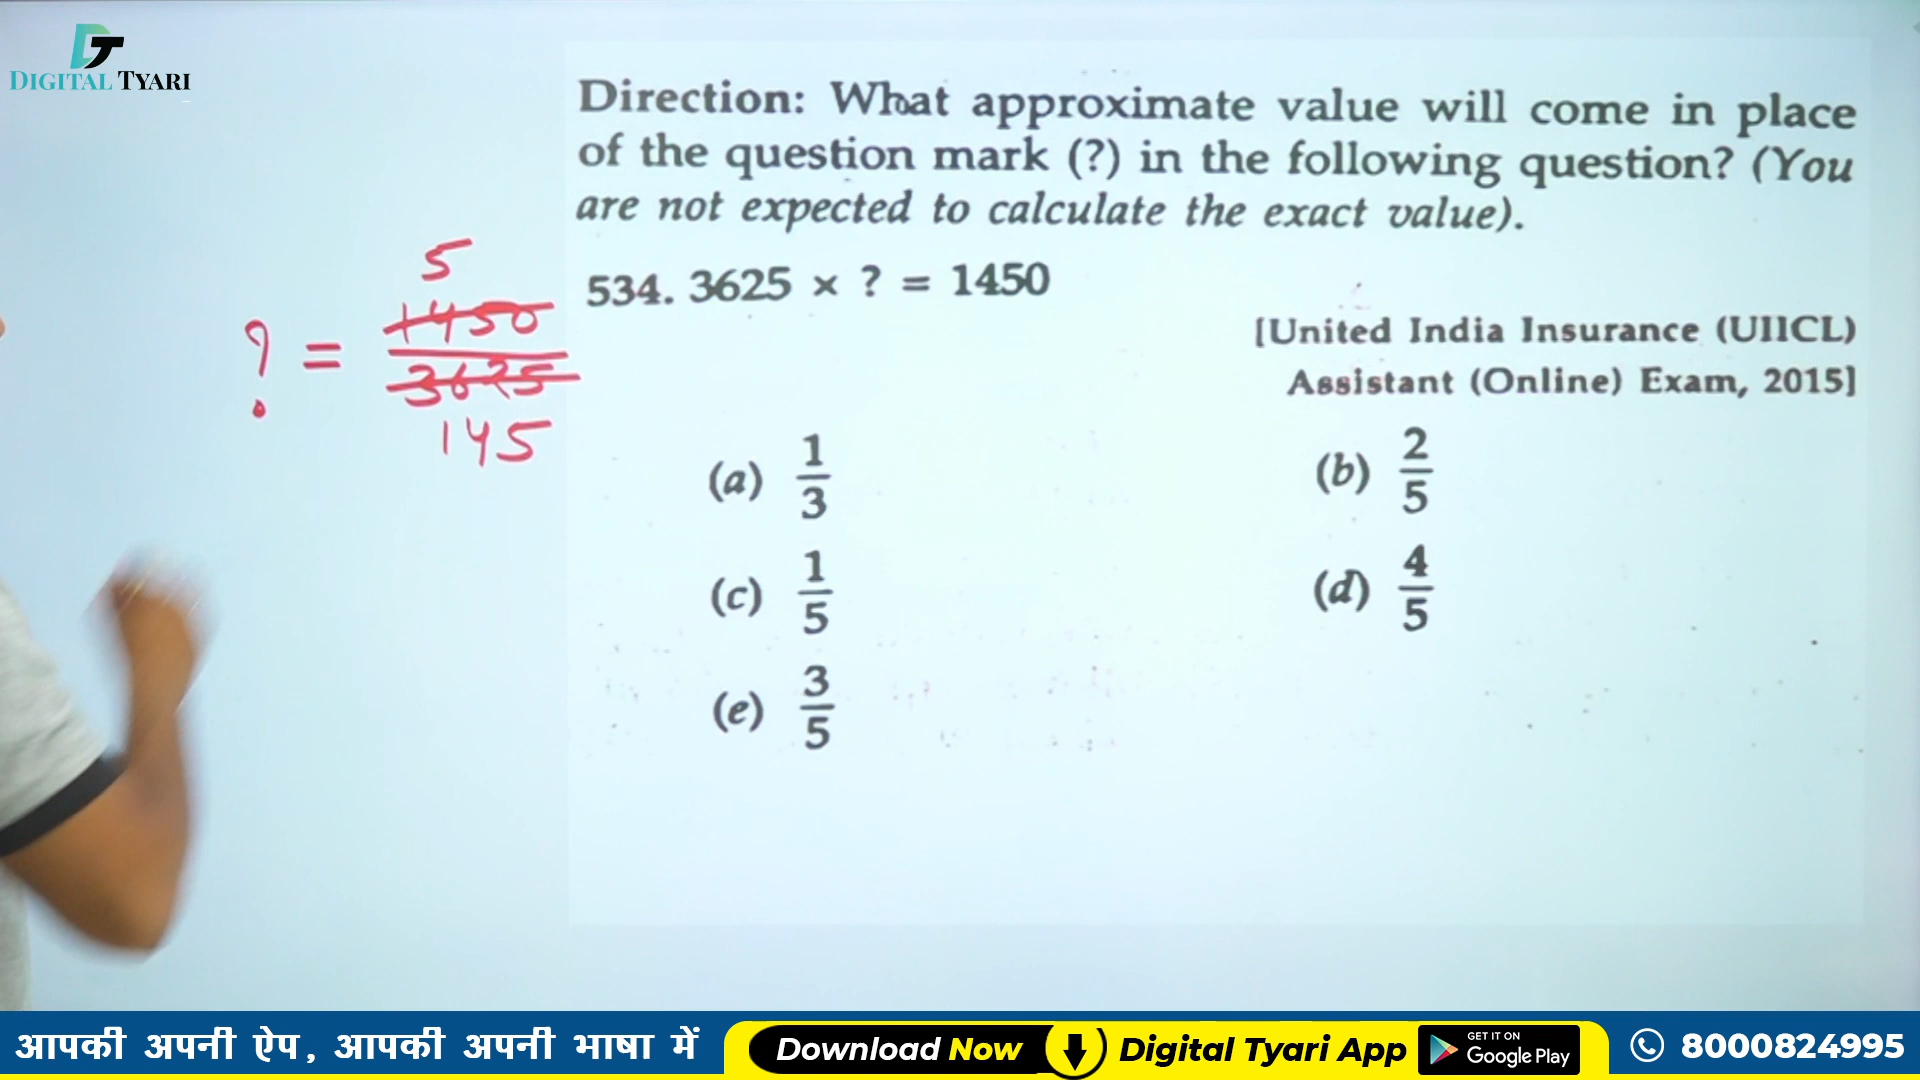 DT
DIGITAL TYARI
Direction: What approximate value will come in place
of the question mark (?) in the following question? (You
are not expected to calculate the exact value).
534. 3625 × ? = 1450
[United India Insurance (UIICL)
Assistant (Online) Exam, 2015]
5
1450
? =
3625
145
(a) 1/3
(b) 2/5
(c) 1/5
(d) 4/5
(e) 3/5
आपकी अपनी ऐप, आपकी अपनी भाषा में
Download Now
Digital Tyari App
GET IT ON
Google Play
8000824995